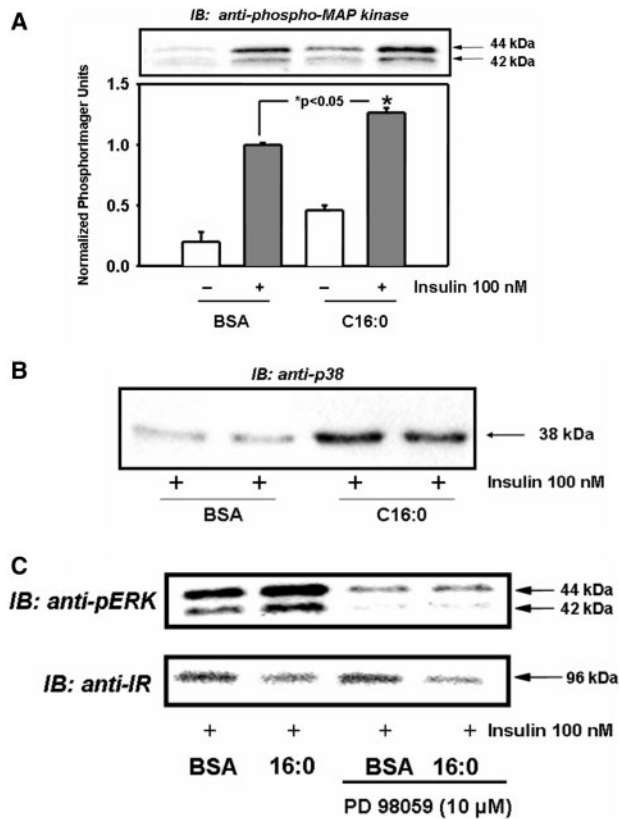 A
IB: anti-phospho-MAP kinase
44 kDa
42 kDa
Normalized PhosphorImager Units
1.5
1.0
0.5
0.0
*p<0.05
*
– + – + Insulin 100 nM
BSA C16:0
B
IB: anti-p38
38 kDa
+ + + + Insulin 100 nM
BSA C16:0
C
IB: anti-pERK
44 kDa
42 kDa
IB: anti-IR
96 kDa
+ + + + Insulin 100 nM
BSA 16:0 BSA 16:0
PD 98059 (10 µM)